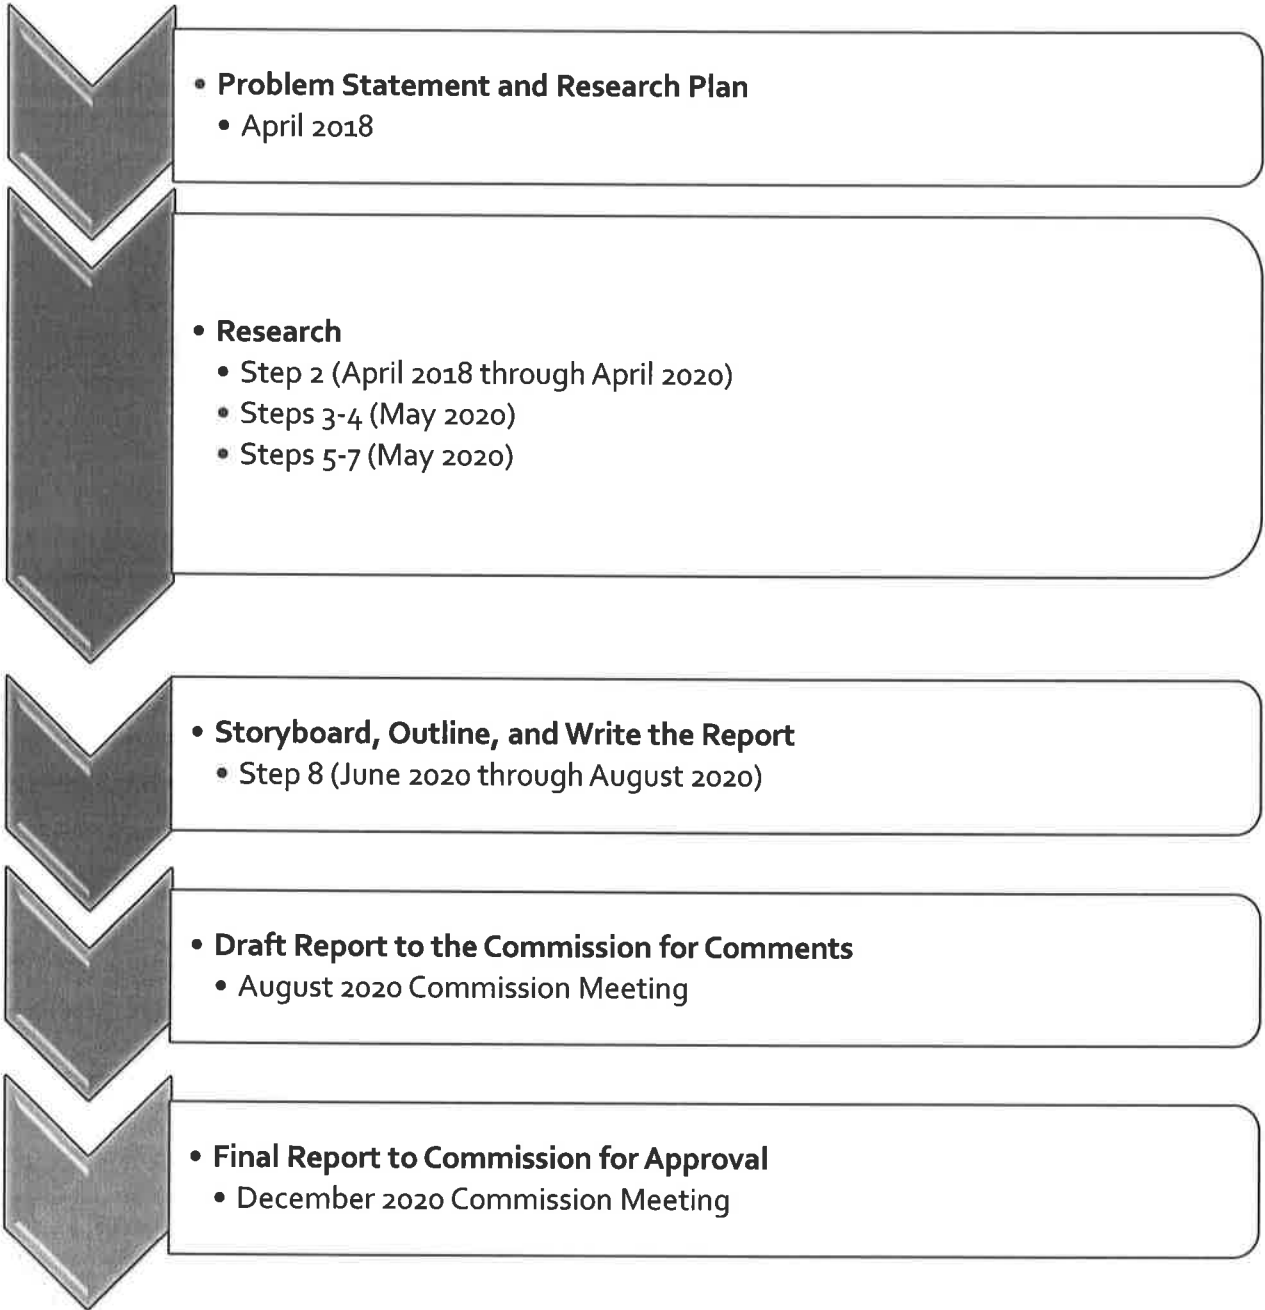 • Problem Statement and Research Plan
• April 2018
• Research
• Step 2 (April 2018 through April 2020)
• Steps 3-4 (May 2020)
• Steps 5-7 (May 2020)
• Storyboard, Outline, and Write the Report
• Step 8 (June 2020 through August 2020)
• Draft Report to the Commission for Comments
• August 2020 Commission Meeting
• Final Report to Commission for Approval
• December 2020 Commission Meeting